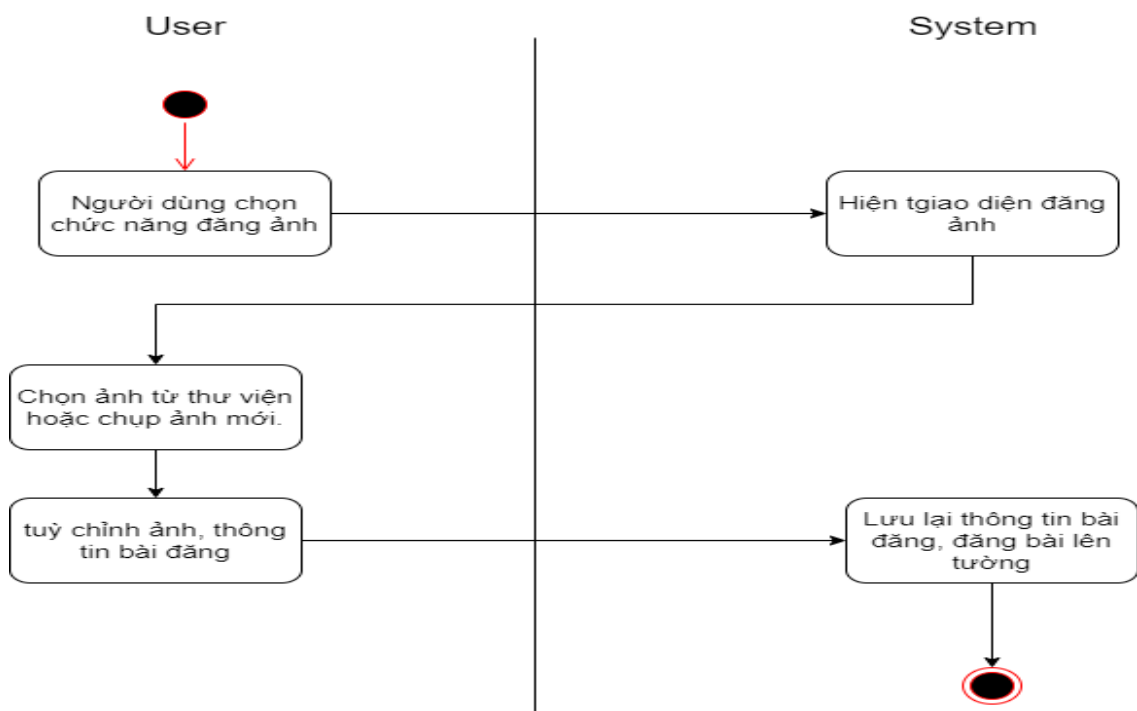 User
System
Người dùng chọn
chức năng đăng ảnh
Hiện tgiao diện đăng
ảnh
Chọn ảnh từ thư viện
hoặc chụp ảnh mới.
tuỳ chỉnh ảnh, thông
tin bài đăng
Lưu lại thông tin bài
đăng, đăng bài lên
tường